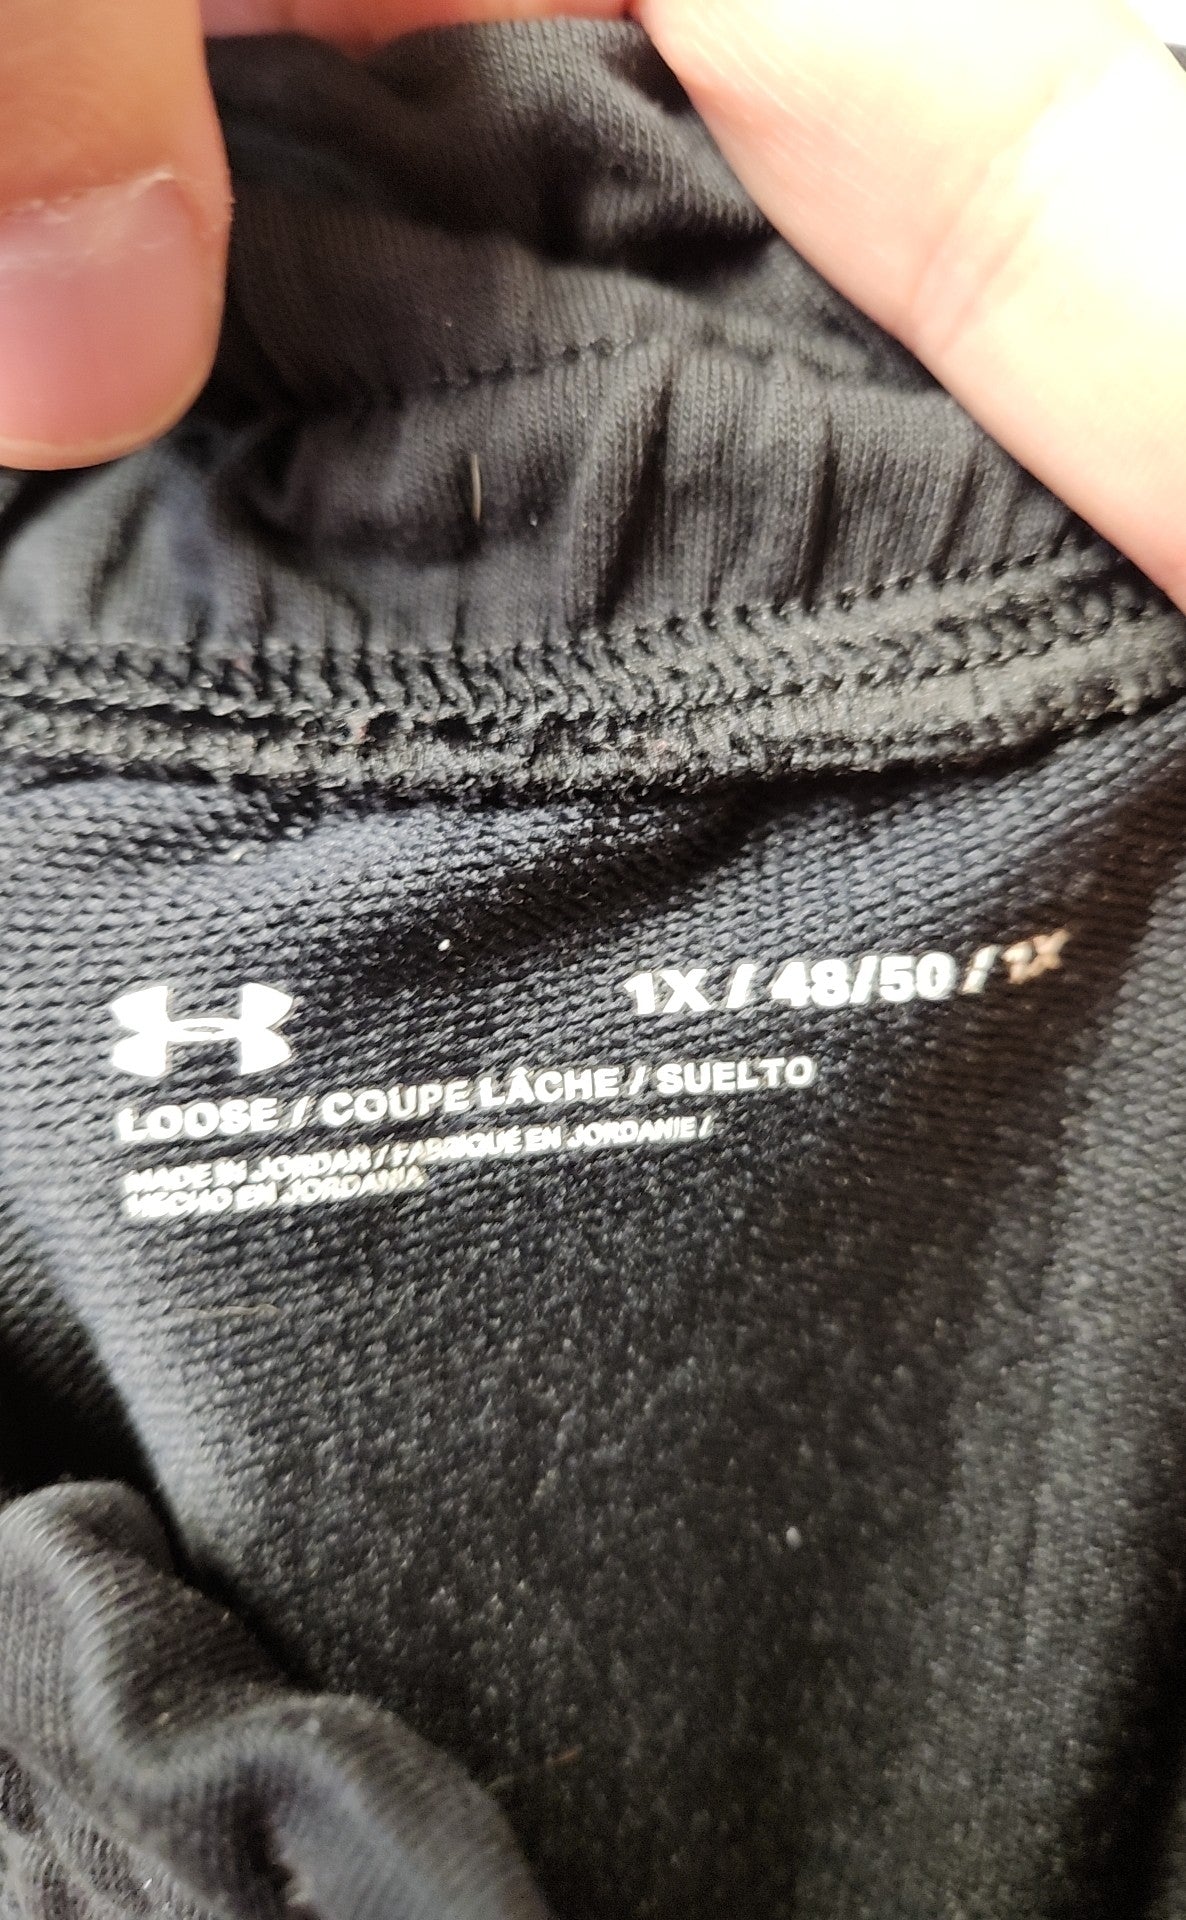 1X / 48/50 / 1X
LOOSE / COUPE LÂCHE / SUELTO
MADE IN JORDAN / FABRIQUÉ EN JORDANIE /
HECHO EN JORDANIA